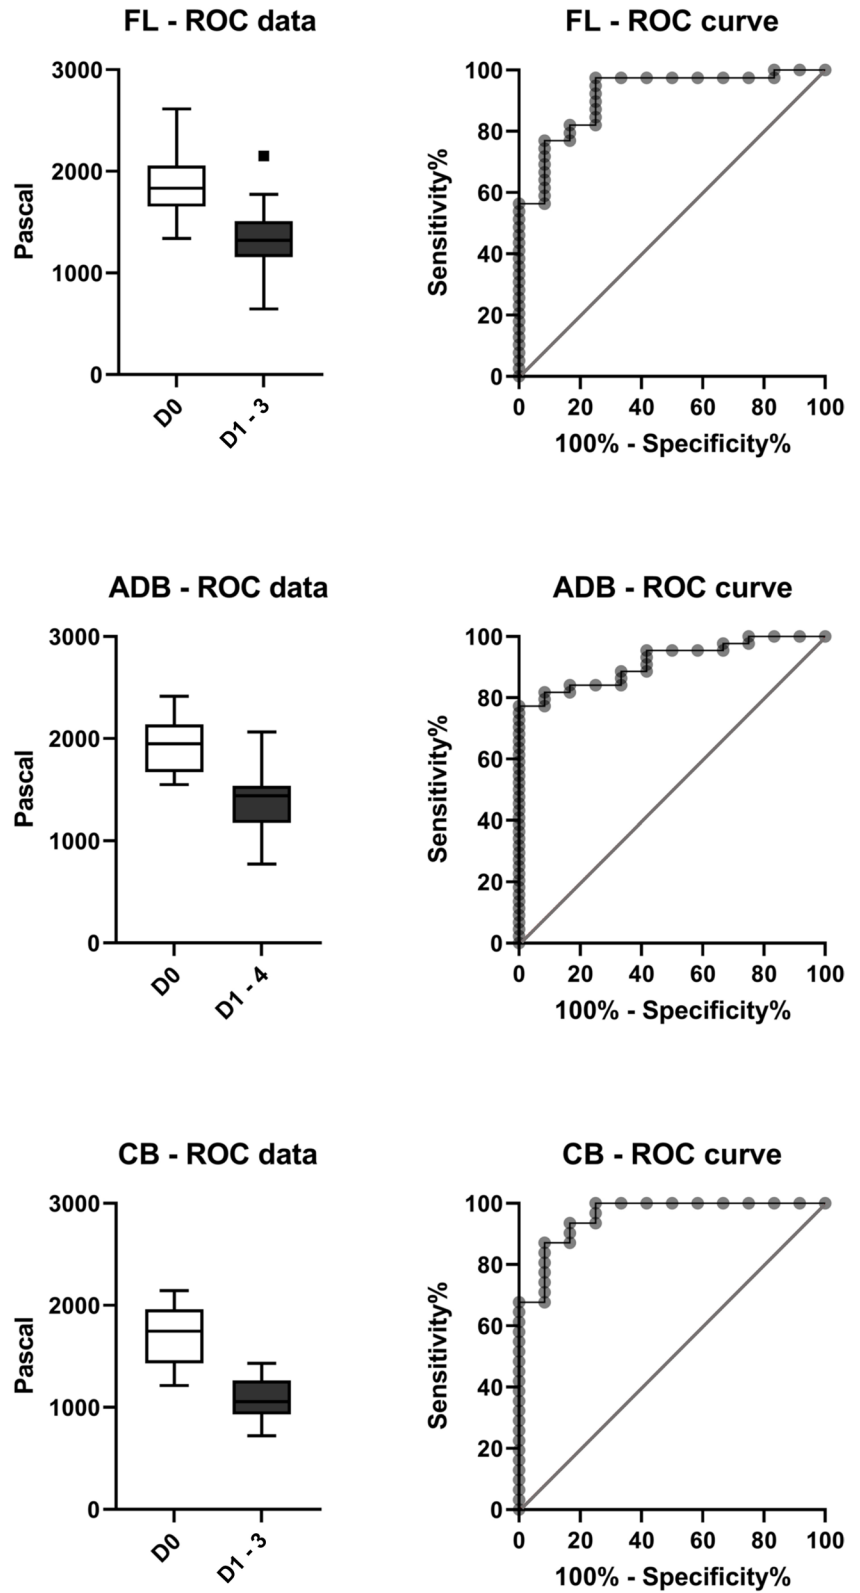 FL - ROC data
FL - ROC curve
3000
2000
1000
0
Pascal
D0
D1 - 3
100
80
60
40
20
0
Sensitivity%
0 20 40 60 80 100
100% - Specificity%
ADB - ROC data
ADB - ROC curve
3000
2000
1000
0
Pascal
D0
D1 - 4
100
80
60
40
20
0
Sensitivity%
0 20 40 60 80 100
100% - Specificity%
CB - ROC data
CB - ROC curve
3000
2000
1000
0
Pascal
D0
D1 - 3
100
80
60
40
20
0
Sensitivity%
0 20 40 60 80 100
100% - Specificity%